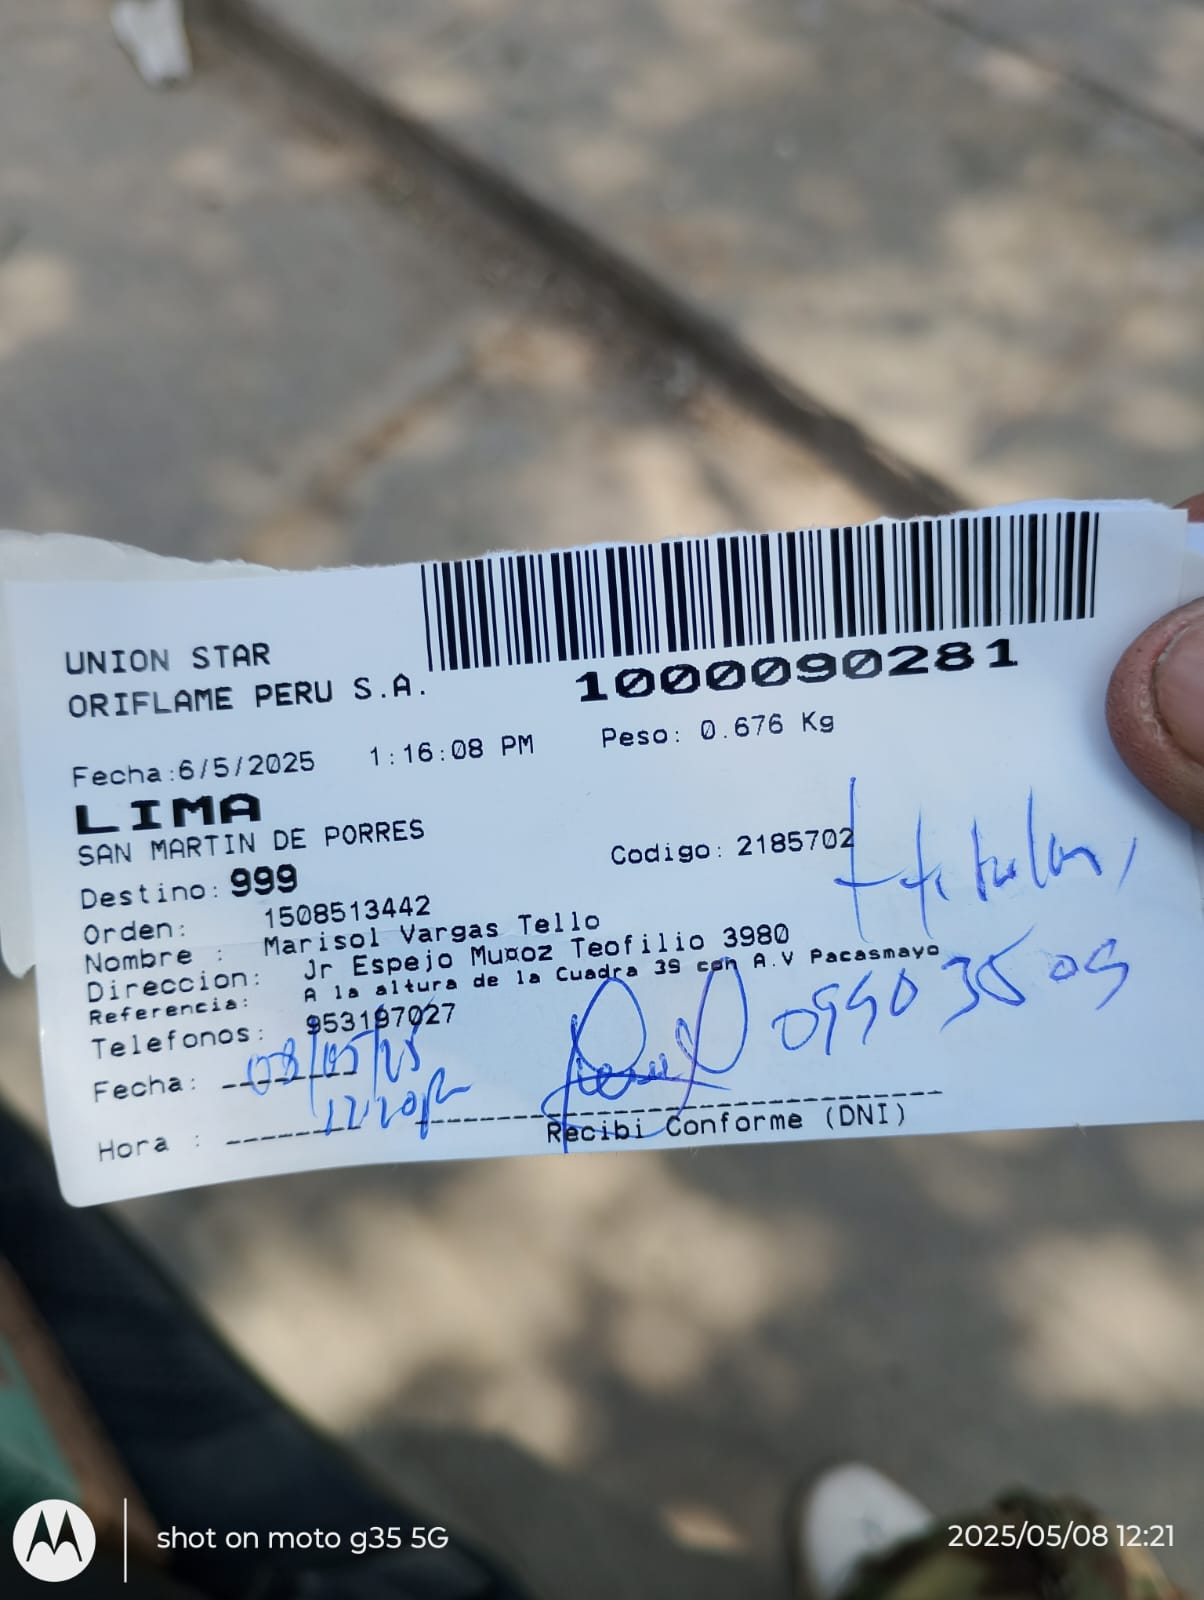 UNION STAR
ORIFLAME PERU S.A.
1000090281
Fecha:6/5/2025 1:16:08 PM Peso: 0.676 Kg
LIMA
SAN MARTIN DE PORRES
Destino: 999 Codigo: 2185702
Orden: 1508513442
Nombre : Marisol Vargas Tello
Direccion: Jr Espejo Muñoz Teofilio 3980
Referencia: A la altura de la Cuadra 39 con A.V Pacasmayo
Telefonos: 953197027
titular
Fecha: 08/05/25
Hora : 12:20p
Recibi Conforme (DNI)
shot on moto g35 5G
2025/05/08 12:21